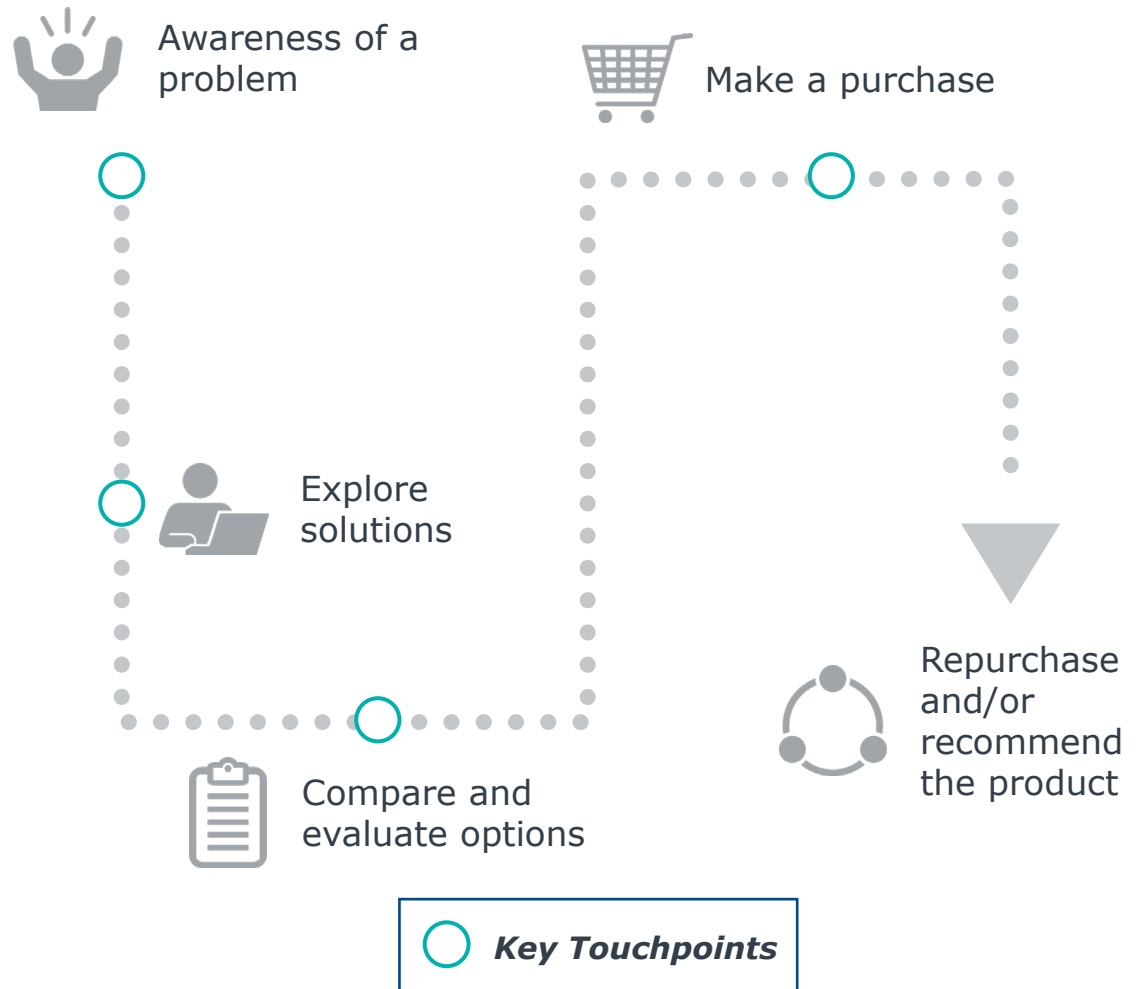 Awareness of a
problem
Make a purchase
Explore
solutions
Compare and
evaluate options
Repurchase
and/or
recommend
the product
Key Touchpoints